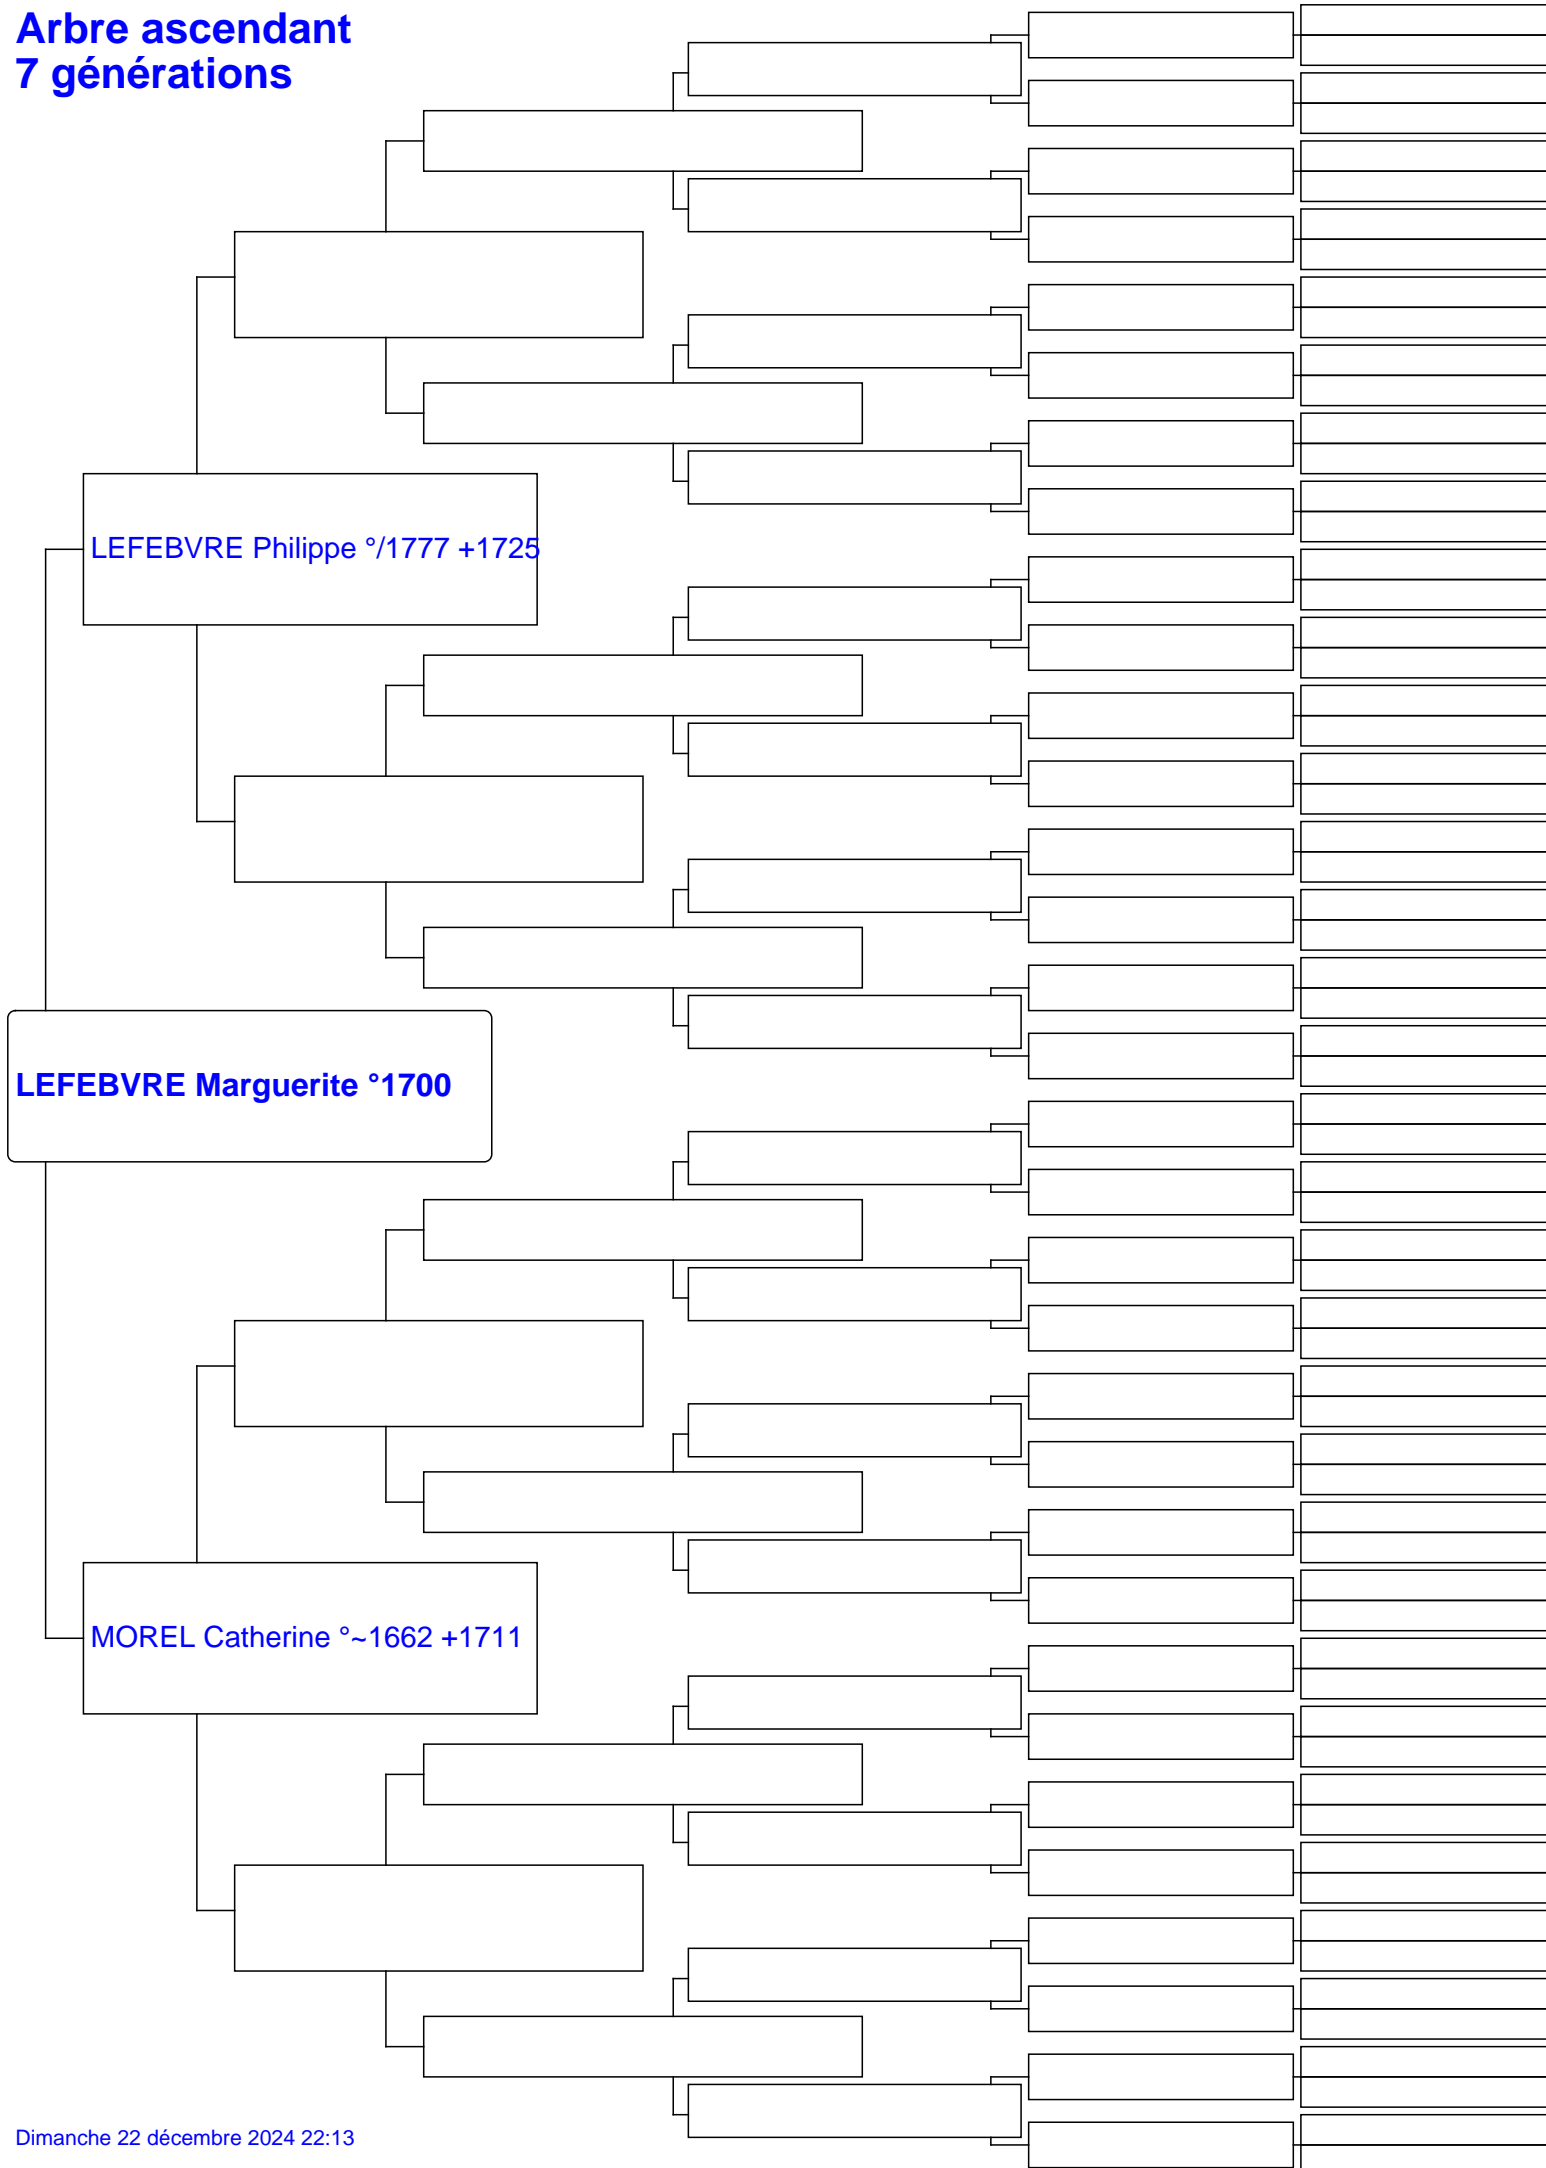 Arbre ascendant
7 générations
LEFEBVRE Philippe °/1777 +1725
LEFEBVRE Marguerite °1700
MOREL Catherine °~1662 +1711
Dimanche 22 décembre 2024 22:13